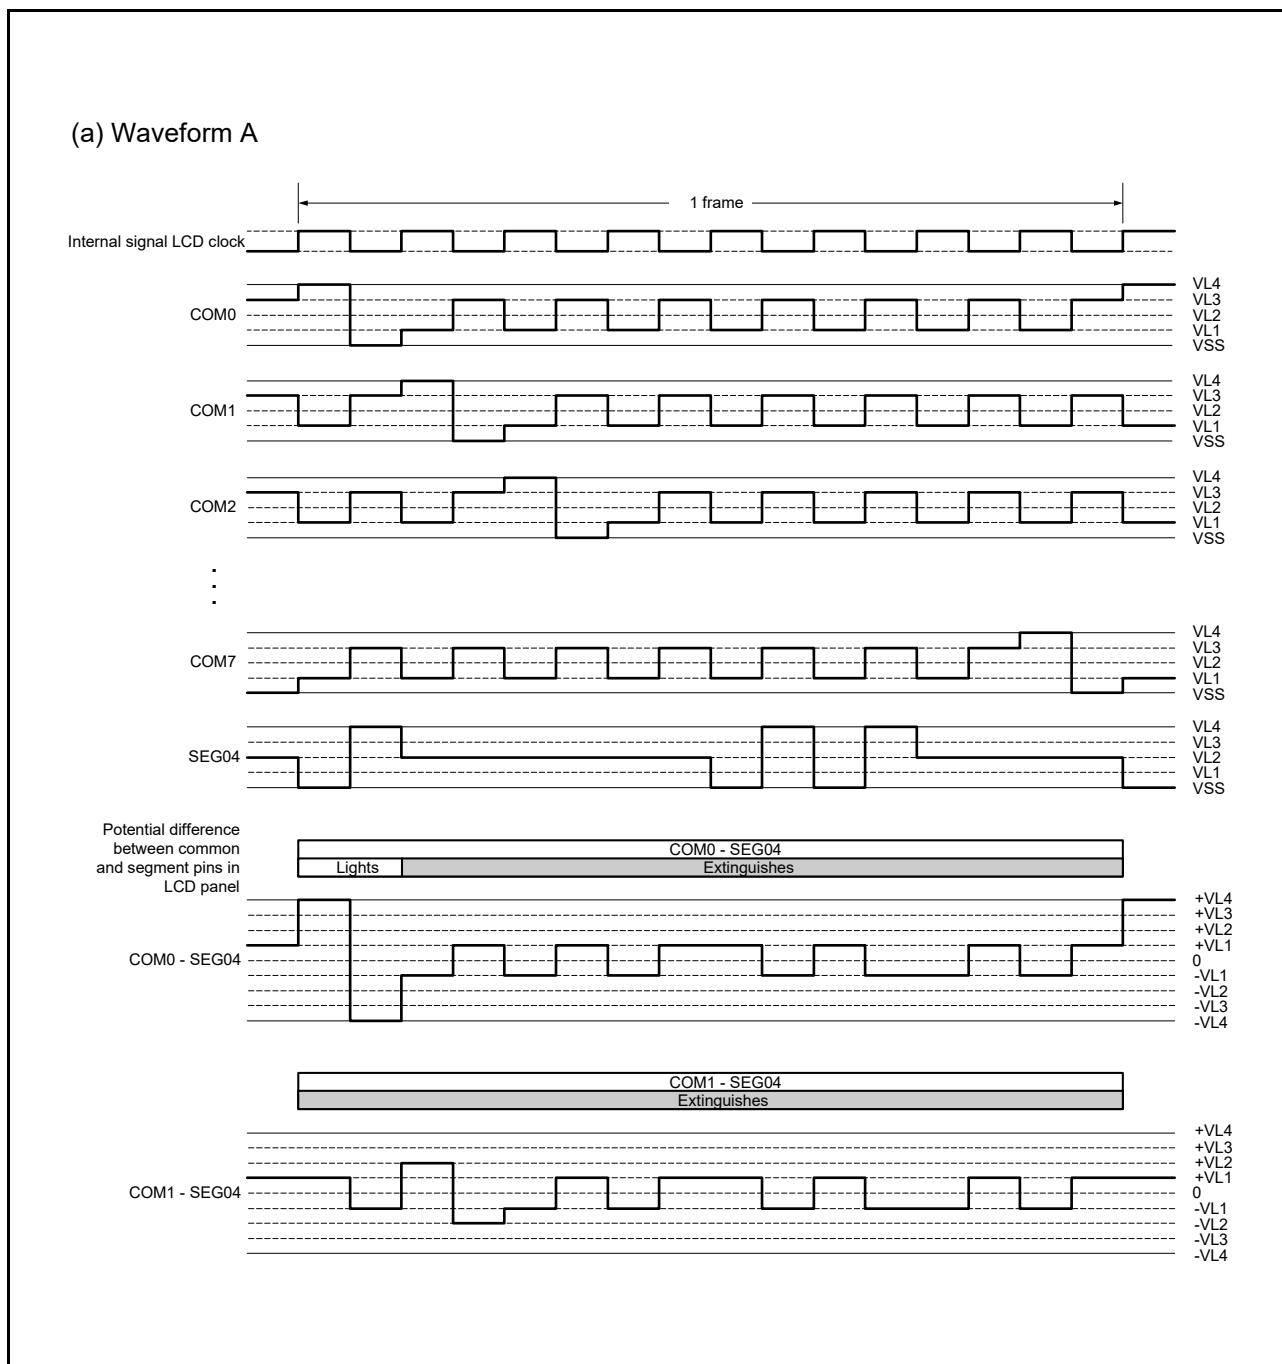 (a) Waveform A
1 frame
Internal signal LCD clock
COM0
VL4
VL3
VL2
VL1
VSS
COM1
VL4
VL3
VL2
VL1
VSS
COM2
VL4
VL3
VL2
VL1
VSS
COM7
VL4
VL3
VL2
VL1
VSS
SEG04
VL4
VL3
VL2
VL1
VSS
Potential difference
between common
and segment pins in
LCD panel
COM0 - SEG04
Lights
Extinguishes
COM0 - SEG04
+VL4
+VL3
+VL2
+VL1
0
-VL1
-VL2
-VL3
-VL4
COM1 - SEG04
Extinguishes
COM1 - SEG04
+VL4
+VL3
+VL2
+VL1
0
-VL1
-VL2
-VL3
-VL4